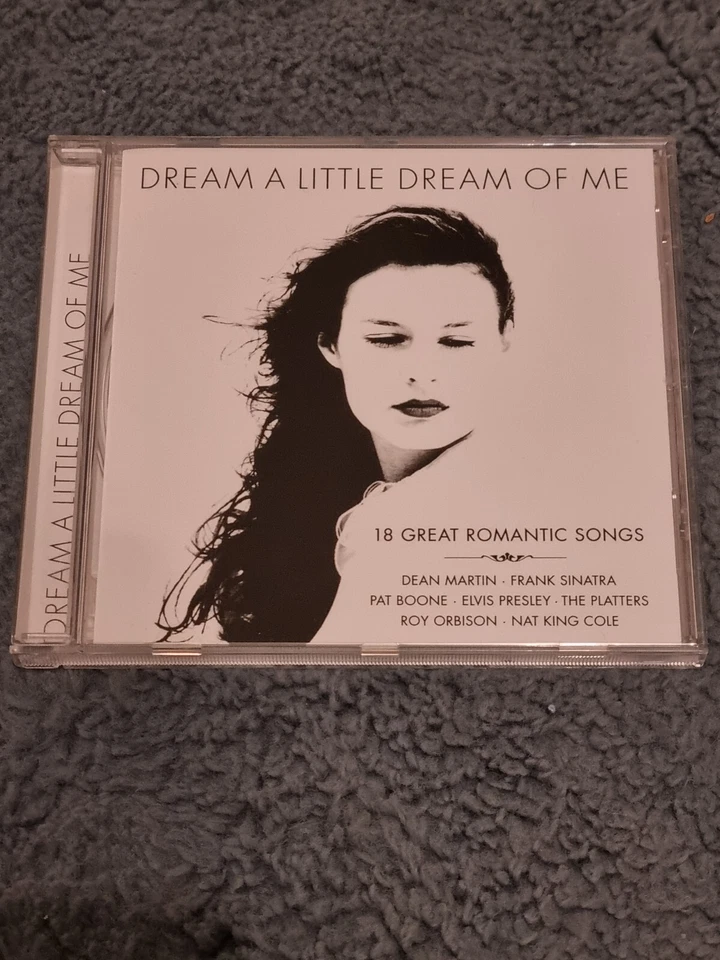 DREAM A LITTLE DREAM OF ME
DREAM A LITTLE DREAM OF ME
18 GREAT ROMANTIC SONGS
DEAN MARTIN · FRANK SINATRA
PAT BOONE · ELVIS PRESLEY · THE PLATTERS
ROY ORBISON · NAT KING COLE